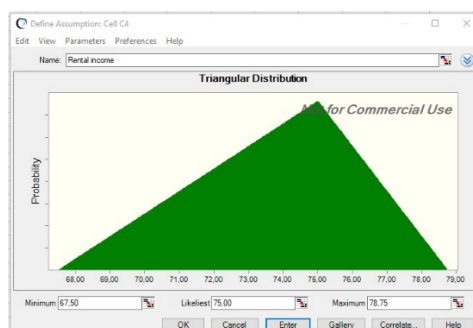 Define Assumption: Cell C4
Edit View Parameters Preferences Help
Name: Rental income
Triangular Distribution
Not for Commercial Use
Probability
68,00 69,00 70,00 71,00 72,00 73,00 74,00 75,00 76,00 77,00 78,00 79,00
Minimum 67,50 Likeliest 75,00 Maximum 78,75
OK Cancel Enter Gallery Correlate... Help